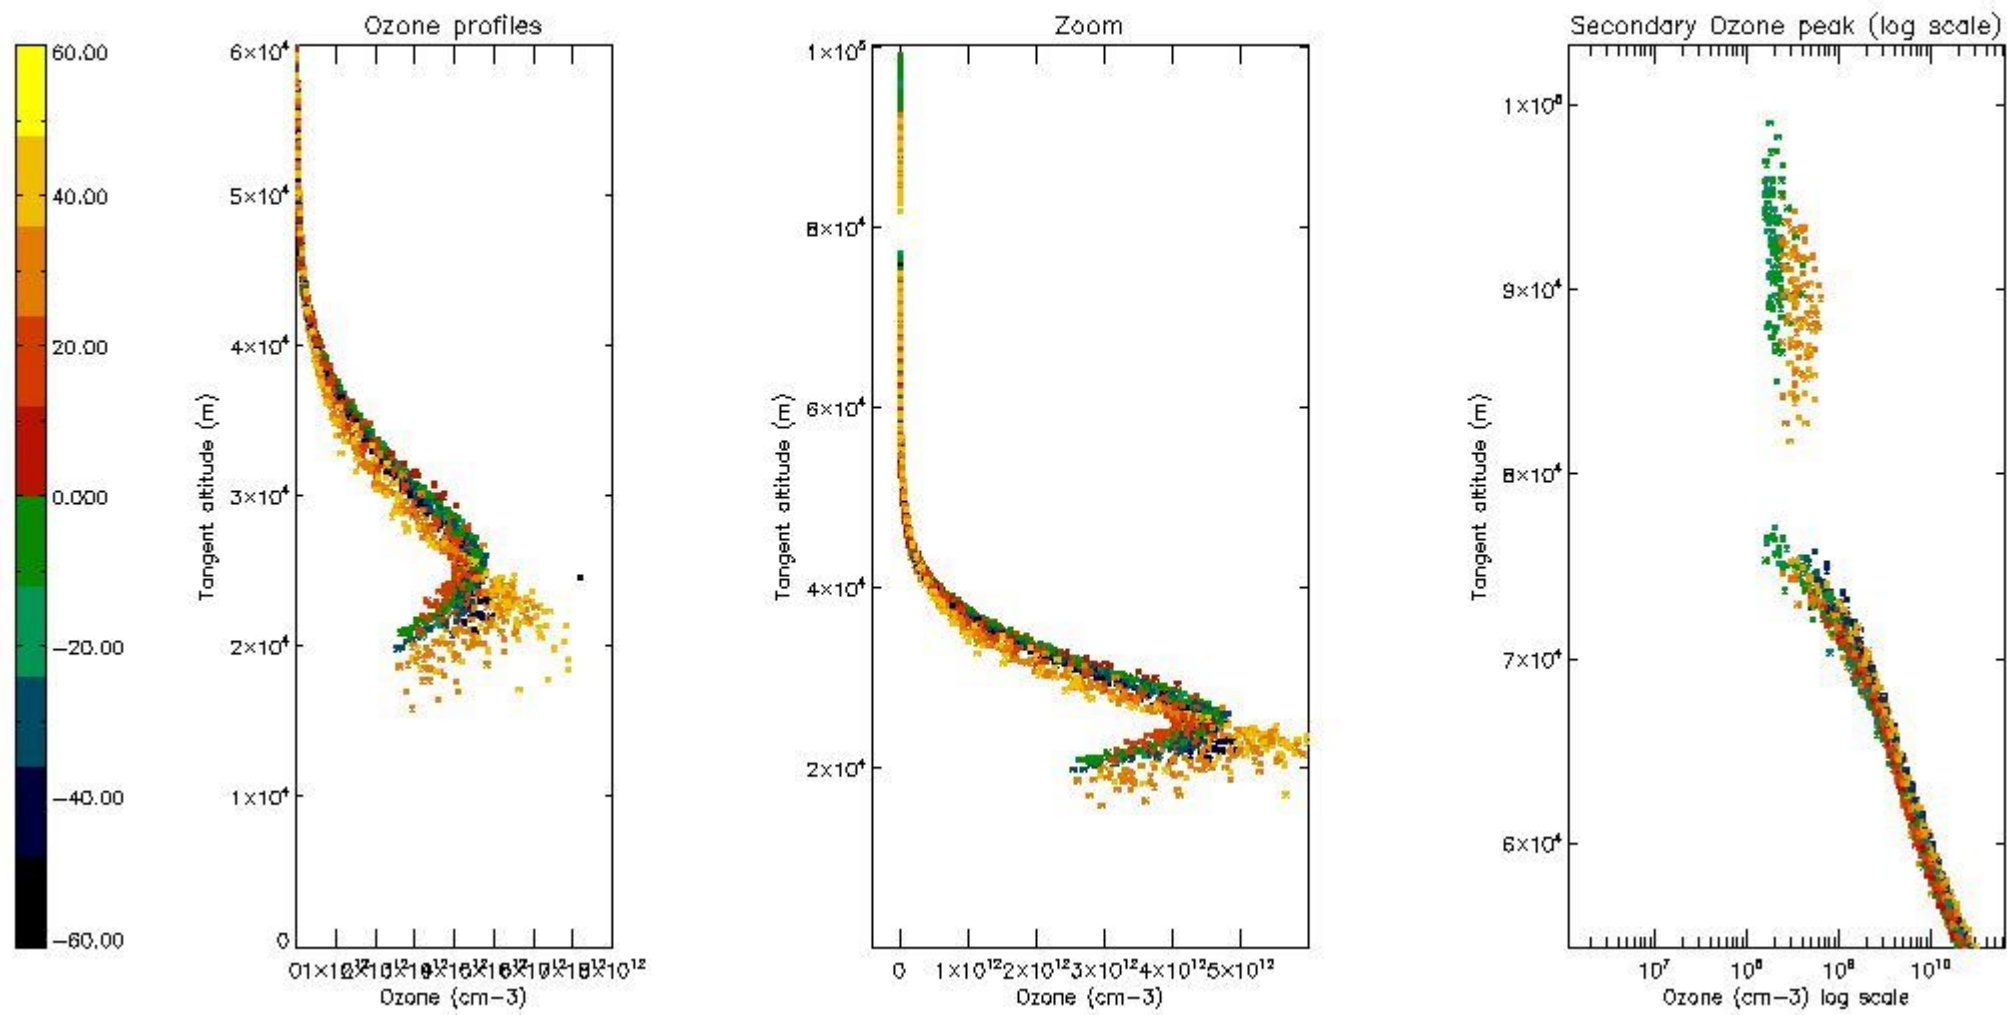 Ozone profiles
Zoom
Secondary Ozone peak (log scale)
60.00
40.00
20.00
0.000
-20.00
-40.00
-60.00
Tangent altitude (m)
6×10⁴
5×10⁴
4×10⁴
3×10⁴
2×10⁴
1×10⁴
0
Ozone (cm-3)
Tangent altitude (m)
1×10⁵
8×10⁴
6×10⁴
4×10⁴
2×10⁴
0 1×10¹² 2×10¹² 3×10¹² 4×10¹² 5×10¹²
Ozone (cm-3)
Tangent altitude (m)
9×10⁴
8×10⁴
7×10⁴
6×10⁴
10⁷ 10⁸ 10⁹ 10¹⁰
Ozone (cm-3) log scale